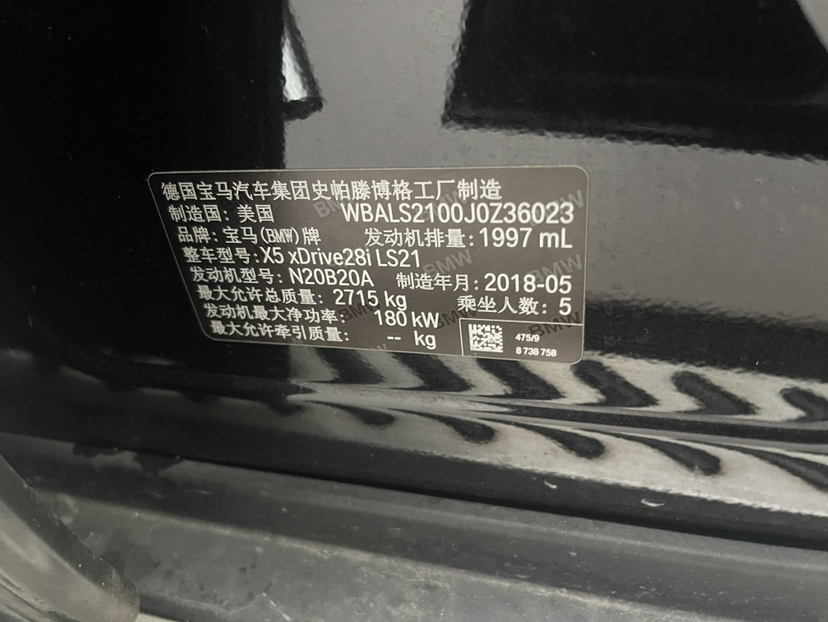 德国宝马汽车集团史帕滕博格工厂制造
制造国: 美国 WBALS2100J0Z36023
品牌: 宝马(BMW)牌 发动机排量: 1997 mL
整车型号: X5 xDrive28i LS21
发动机型号: N20B20A 制造年月: 2018-05
最大允许总质量: 2715 kg 乘坐人数: 5
发动机最大净功率: 180 kW
最大允许牵引质量: -- kg
475/9
8 738 758